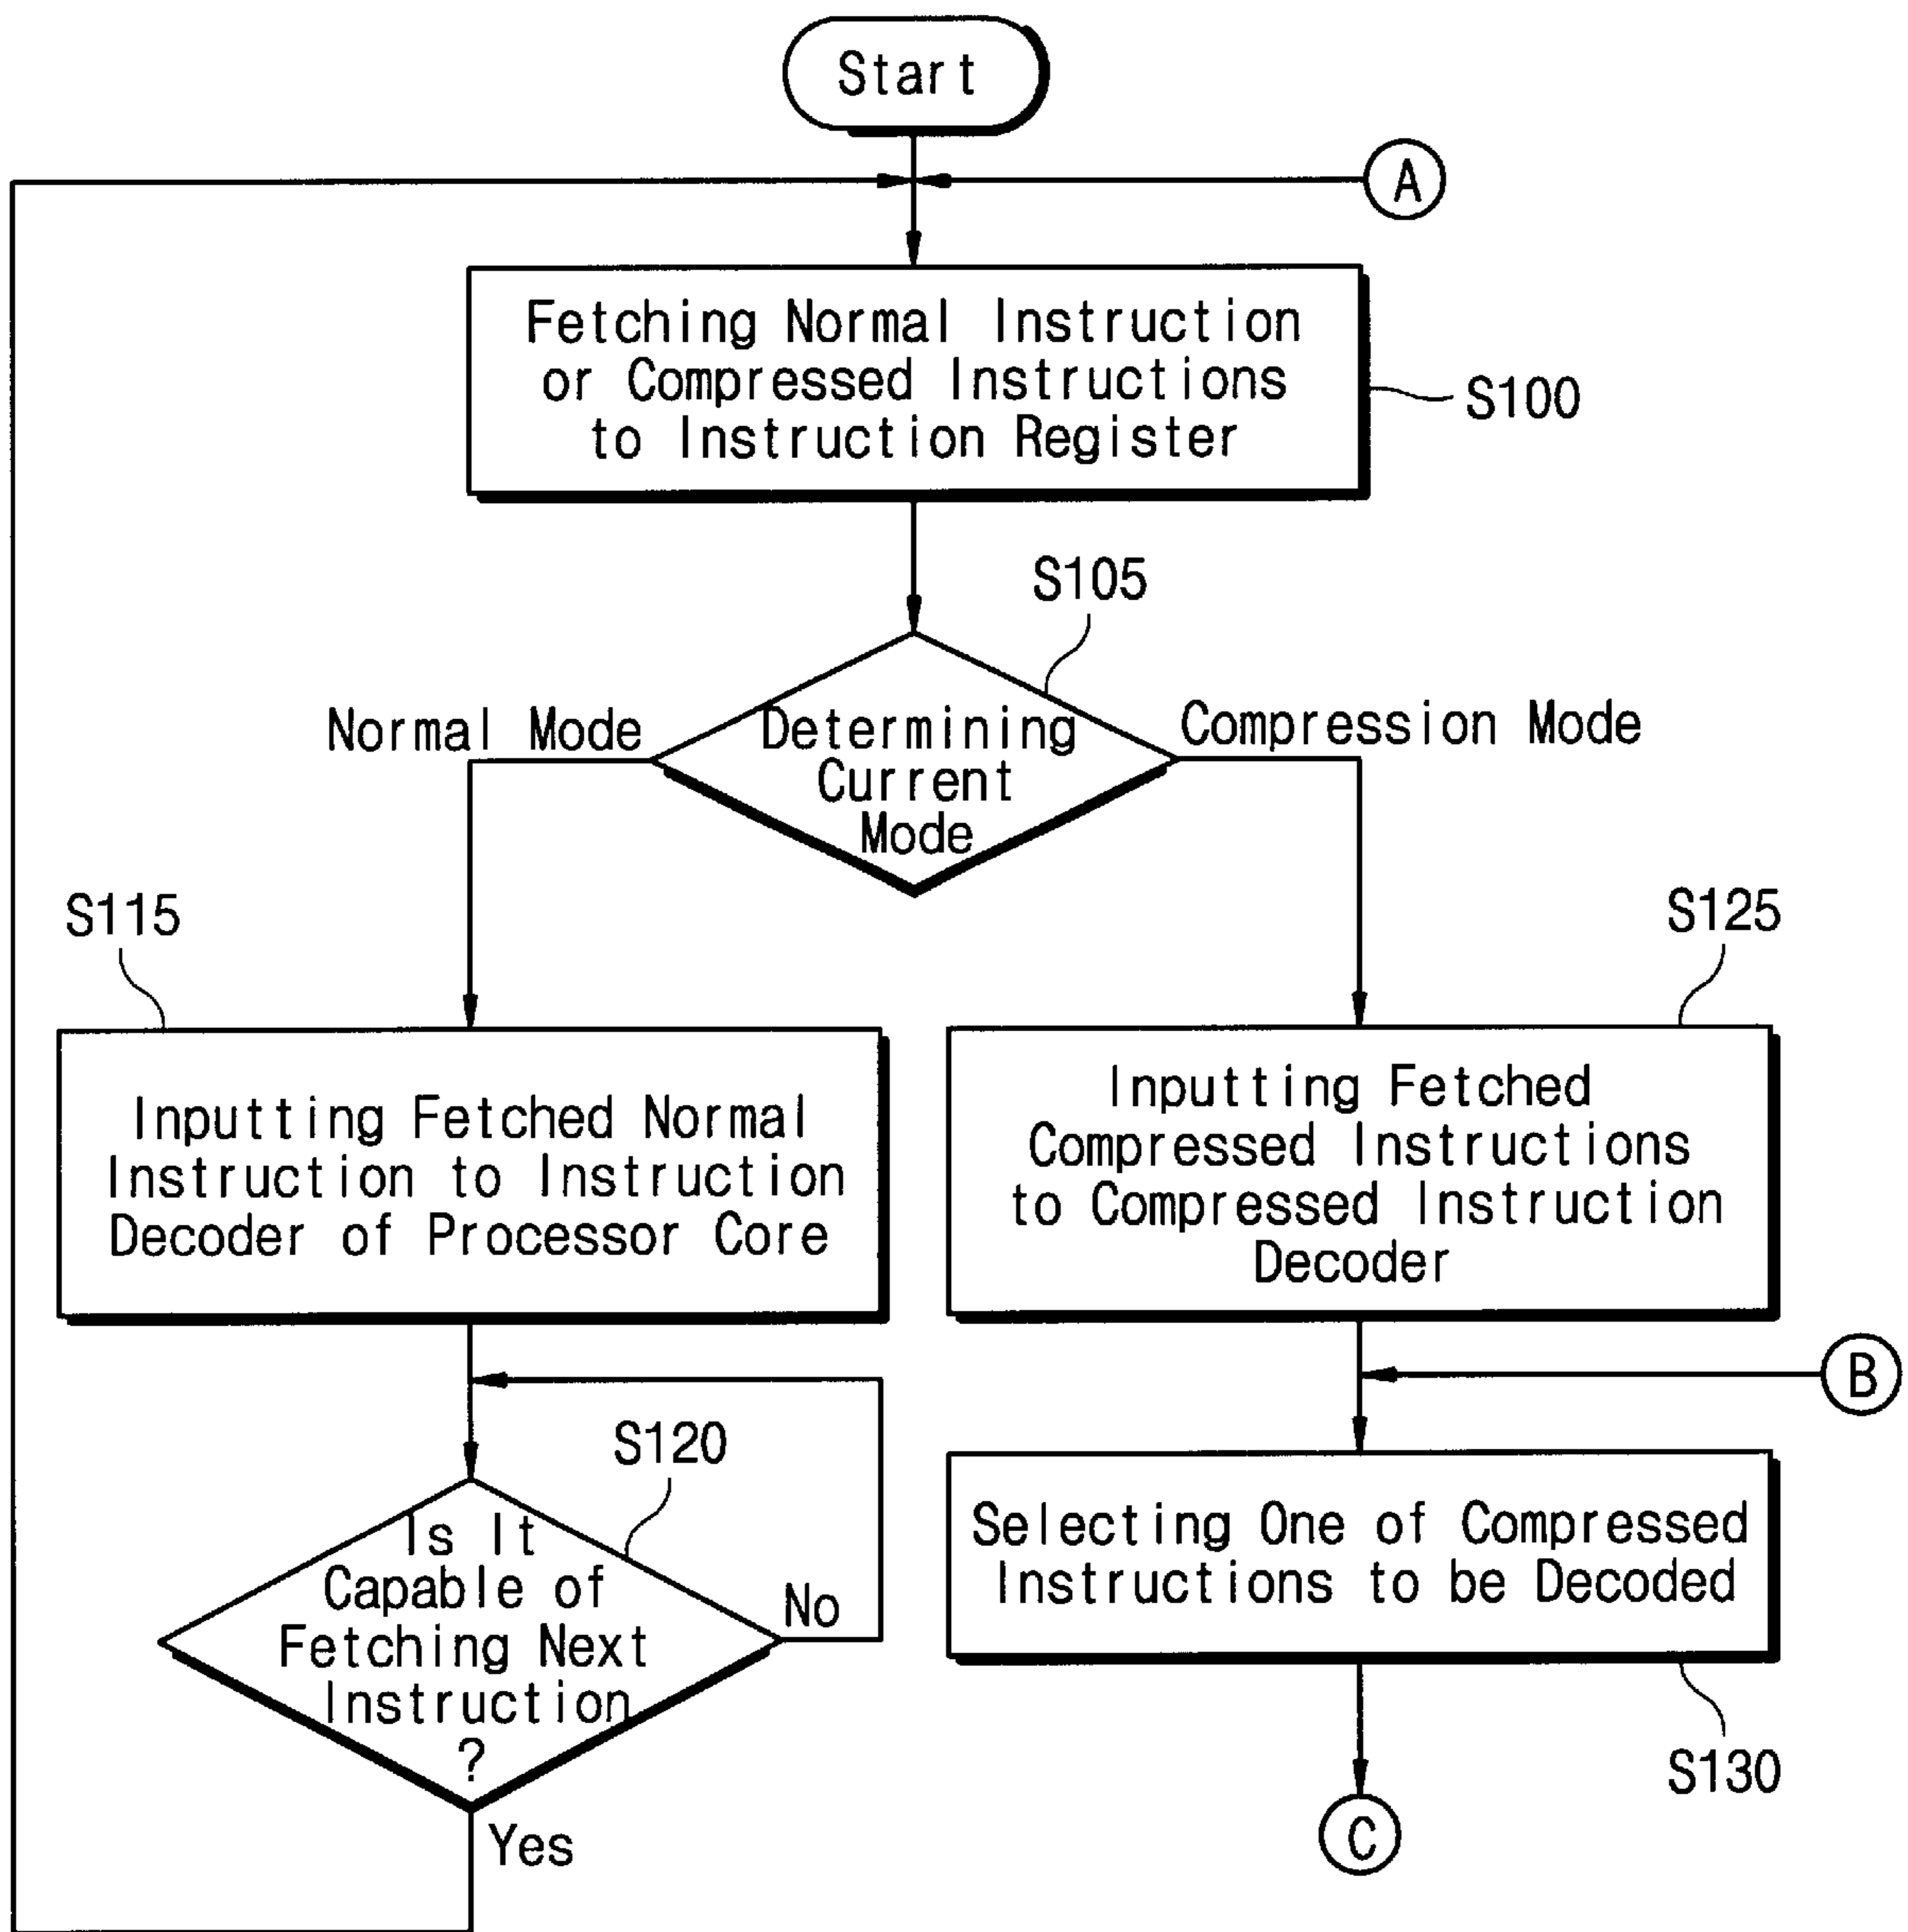 Start
A
Fetching Normal Instruction
or Compressed Instructions
to Instruction Register
S100
S105
Normal Mode
Determining
Current
Mode
Compression Mode
S115
S125
Inputting Fetched Normal
Instruction to Instruction
Decoder of Processor Core
Inputting Fetched
Compressed Instructions
to Compressed Instruction
Decoder
B
S120
Is It
Capable of
Fetching Next
Instruction
?
No
Yes
Selecting One of Compressed
Instructions to be Decoded
S130
C